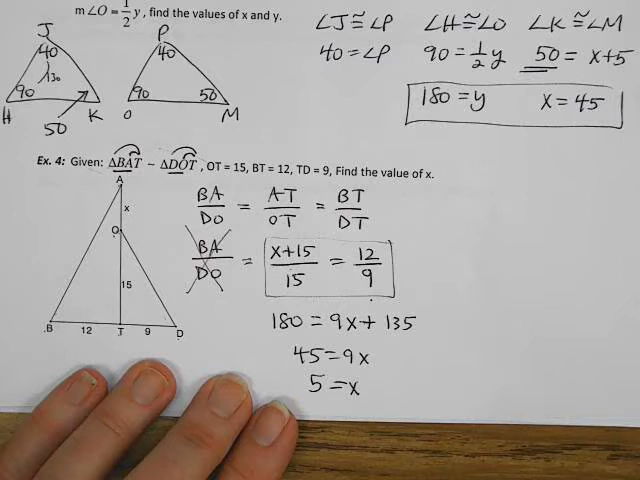 m∠O = 1/2 y, find the values of x and y.
∠J ≅ ∠P ∠H ≅ ∠O ∠K ≅ ∠M
40 = ∠P 90 = 1/2 y 50 = x + 5
180 = y x = 45
J
40
130
90
H
K
50
P
40
90
50
O
M
Ex. 4: Given: ΔBAT ~ ΔDOT, OT = 15, BT = 12, TD = 9, Find the value of x.
A
x
O
15
B
12
T
9
D
BA/DO = AT/OT = BT/DT
BA/DO = x+15/15 = 12/9
180 = 9x + 135
45 = 9x
5 = x